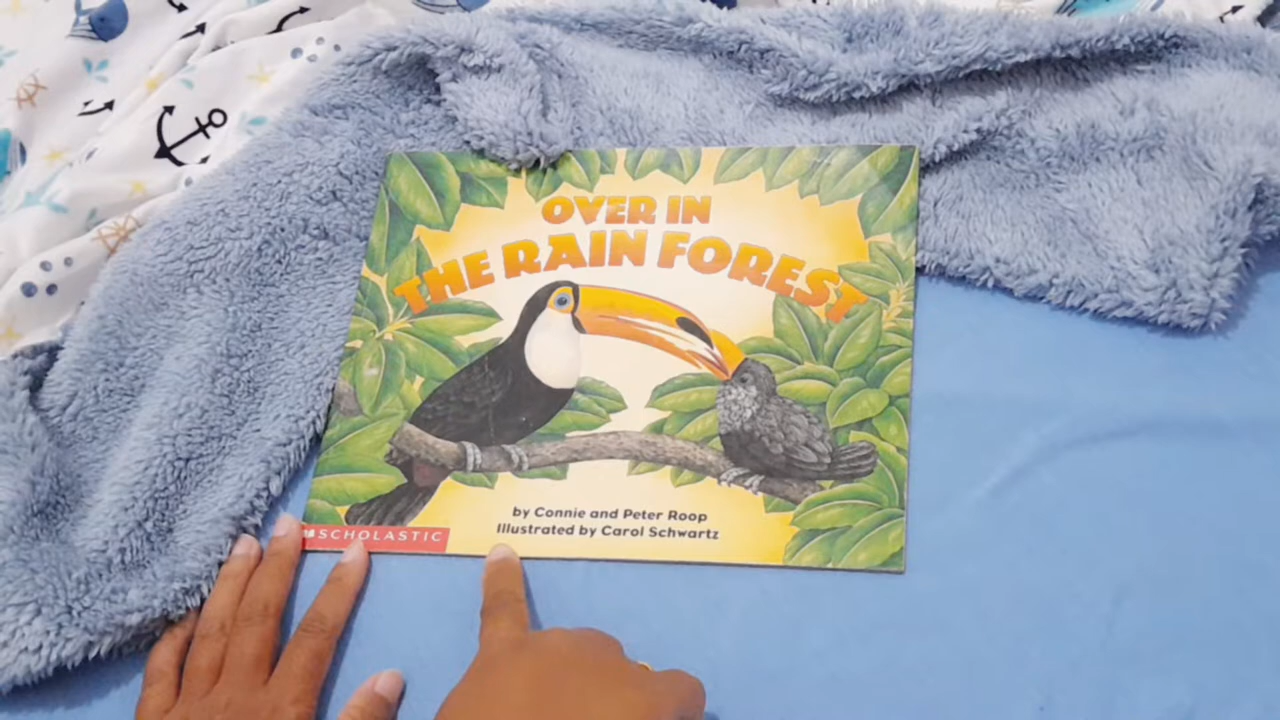 OVER IN
THE RAIN FOREST
by Connie and Peter Roop
Illustrated by Carol Schwartz
SCHOLASTIC